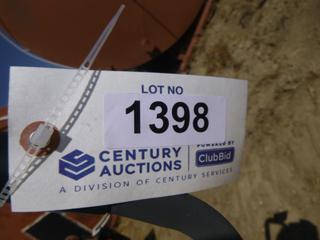 LOT NO
1398
POWERED BY
CENTURY
AUCTIONS
ClubBid
A DIVISION OF CENTURY SERVICES